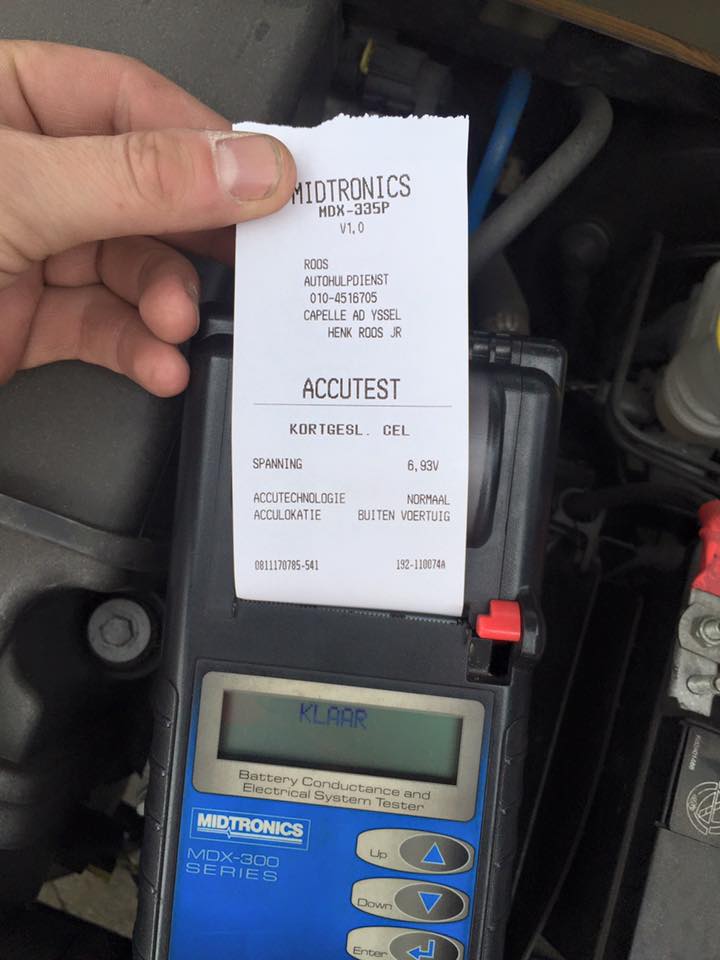 MIDTRONICS
MDX-335P
V1,0
ROOS
AUTOHULPDIENST
010-4516705
CAPELLE AD YSSEL
HENK ROOS JR
ACCUTEST
KORTGESL. CEL
SPANNING 6,93V
ACCUTECHNOLOGIE NORMAAL
ACCULOKATIE BUITEN VOERTUIG
0811170785-541 192-110074A
KLAAR
Battery Conductance and
Electrical System Tester
MIDTRONICS
MDX-300
SERIES
Up
Down
Enter